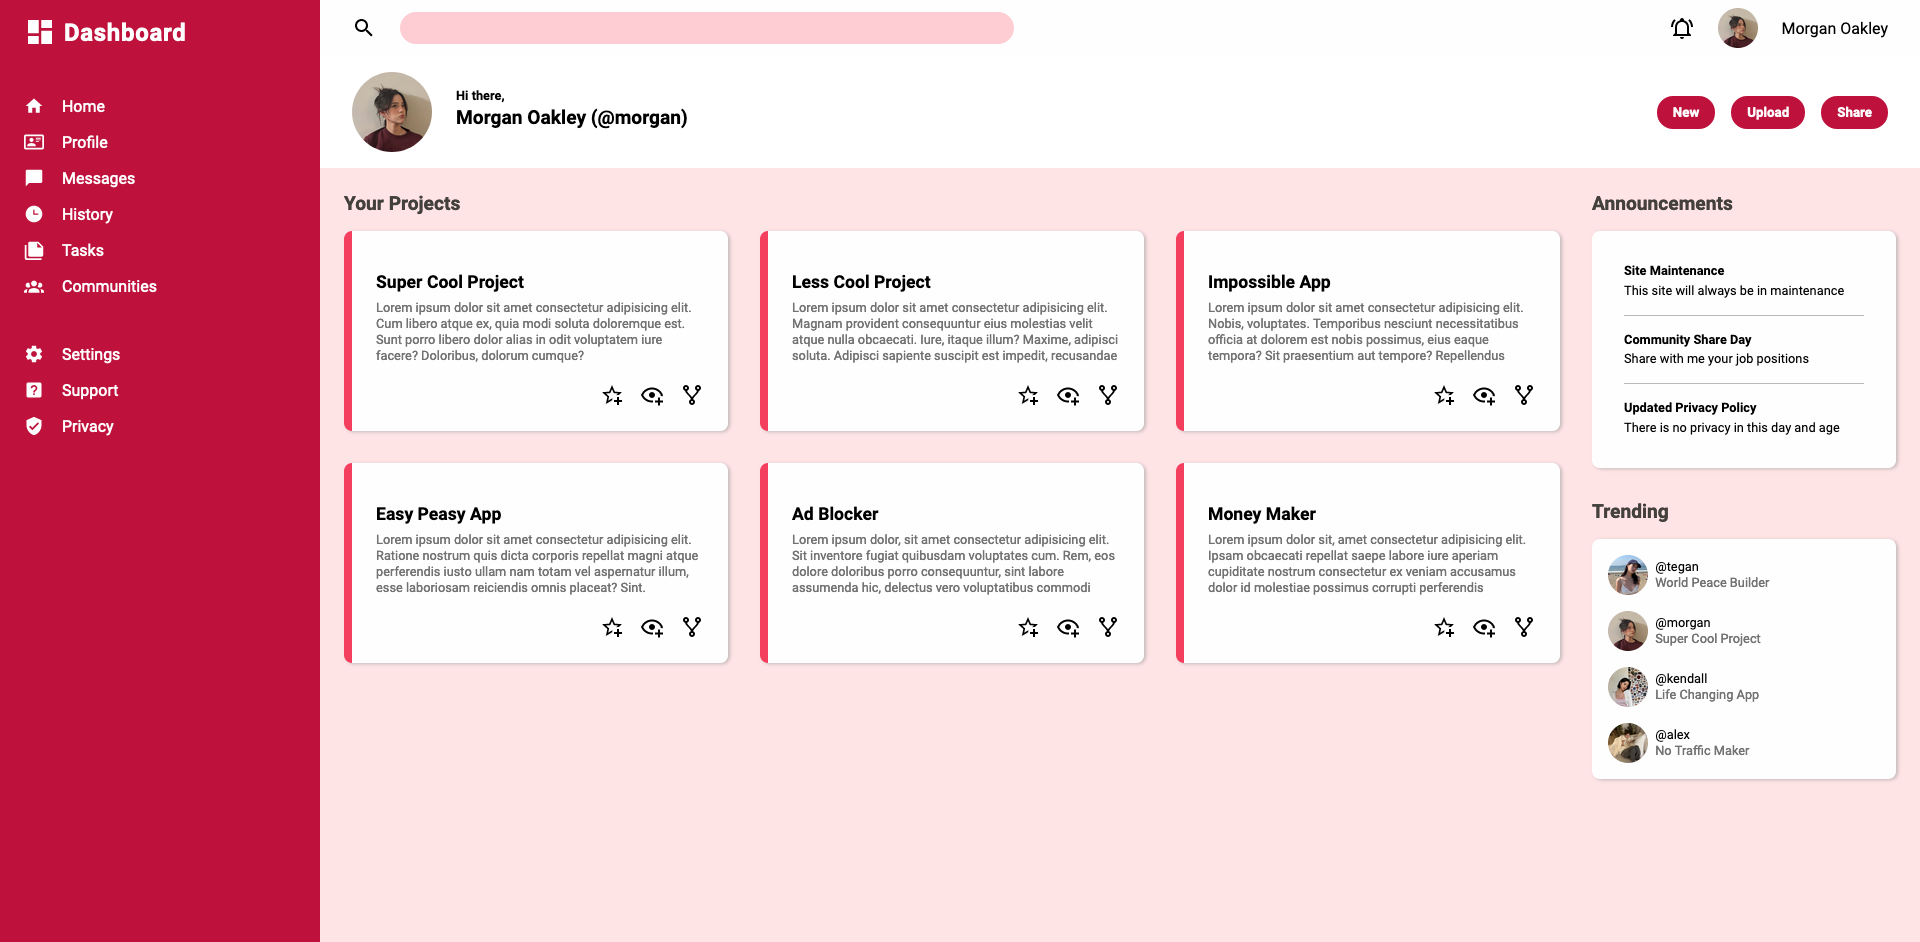 Dashboard
Home
Profile
Messages
History
Tasks
Communities
Settings
Support
Privacy
Morgan Oakley
Hi there,
Morgan Oakley (@morgan)
New
Upload
Share
Your Projects
Super Cool Project
Lorem ipsum dolor sit amet consectetur adipisicing elit.
Cum libero atque ex, quia modi soluta doloremque est.
Sunt porro libero dolor alias in odit voluptatem iure
facere? Doloribus, dolorum cumque?
Less Cool Project
Lorem ipsum dolor sit amet consectetur adipisicing elit.
Magnam provident consequuntur eius molestias velit
atque nulla obcaecati. Iure, itaque illum? Maxime, adipisci
soluta. Adipisci sapiente suscipit est impedit, recusandae
Impossible App
Lorem ipsum dolor sit amet consectetur adipisicing elit.
Nobis, voluptates. Temporibus nesciunt necessitatibus
officia at dolorem est nobis possimus, eius eaque
tempora? Sit praesentium aut tempore? Repellendus
Easy Peasy App
Lorem ipsum dolor sit amet consectetur adipisicing elit.
Ratione nostrum quis dicta corporis repellat magni atque
perferendis iusto ullam nam totam vel aspernatur illum,
esse laboriosam reiciendis omnis placeat? Sint.
Ad Blocker
Lorem ipsum dolor, sit amet consectetur adipisicing elit.
Sit inventore fugiat quibusdam voluptates cum. Rem, eos
dolore doloribus porro consequuntur, sint labore
assumenda hic, delectus vero voluptatibus commodi
Money Maker
Lorem ipsum dolor sit, amet consectetur adipisicing elit.
Ipsam obcaecati repellat saepe labore iure aperiam
cupiditate nostrum consectetur ex veniam accusamus
dolor id molestiae possimus corrupti perferendis
Announcements
Site Maintenance
This site will always be in maintenance
Community Share Day
Share with me your job positions
Updated Privacy Policy
There is no privacy in this day and age
Trending
@tegan
World Peace Builder
@morgan
Super Cool Project
@kendall
Life Changing App
@alex
No Traffic Maker